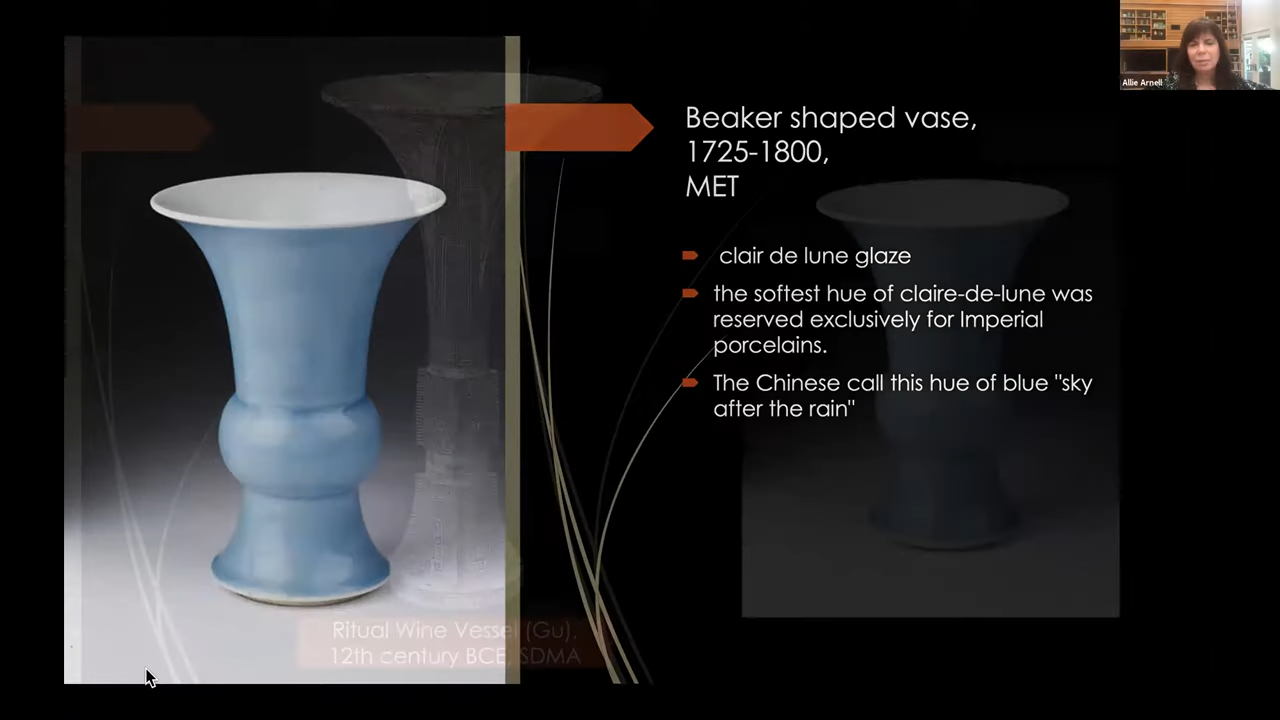 Allie Arnell
Beaker shaped vase,
1725-1800,
MET
clair de lune glaze
the softest hue of claire-de-lune was
reserved exclusively for Imperial
porcelains.
The Chinese call this hue of blue "sky
after the rain"
Ritual Wine Vessel (Gu),
12th century BCE, SDMA